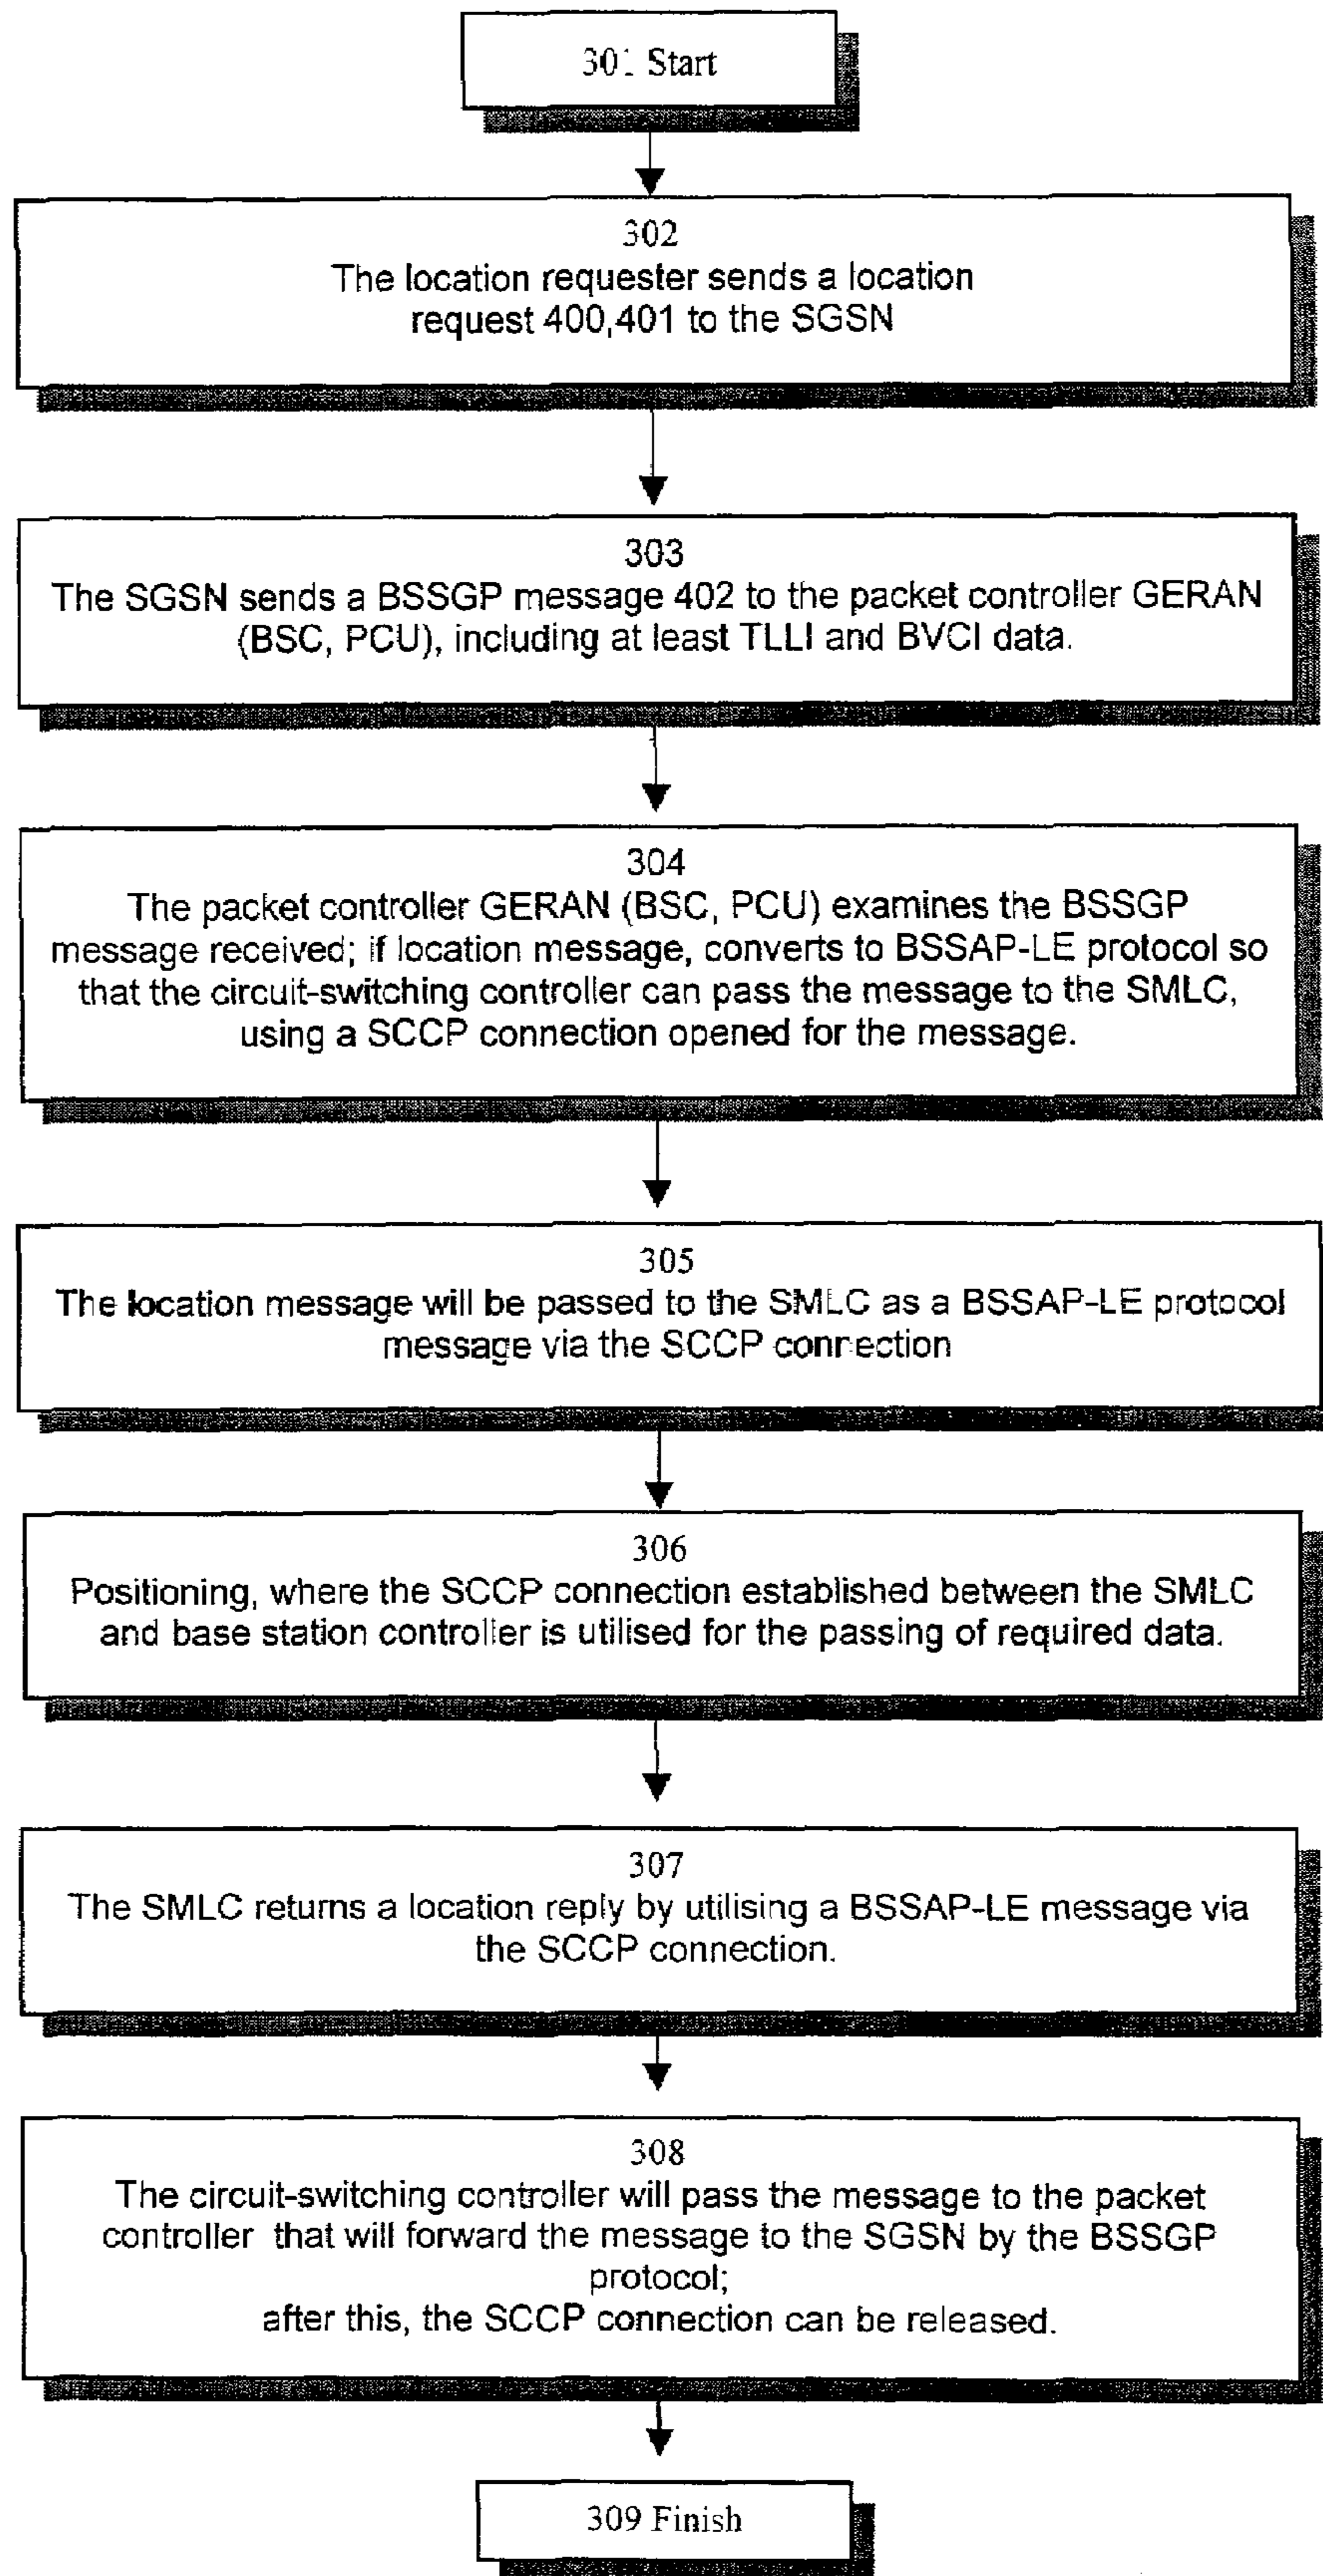 301 Start
302
The location requester sends a location
request 400,401 to the SGSN
303
The SGSN sends a BSSGP message 402 to the packet controller GERAN
(BSC, PCU), including at least TLLI and BVCI data.
304
The packet controller GERAN (BSC, PCU) examines the BSSGP
message received; if location message, converts to BSSAP-LE protocol so
that the circuit-switching controller can pass the message to the SMLC,
using a SCCP connection opened for the message.
305
The location message will be passed to the SMLC as a BSSAP-LE protocol
message via the SCCP connection
306
Positioning, where the SCCP connection established between the SMLC
and base station controller is utilised for the passing of required data.
307
The SMLC returns a location reply by utilising a BSSAP-LE message via
the SCCP connection.
308
The circuit-switching controller will pass the message to the packet
controller that will forward the message to the SGSN by the BSSGP
protocol;
after this, the SCCP connection can be released.
309 Finish